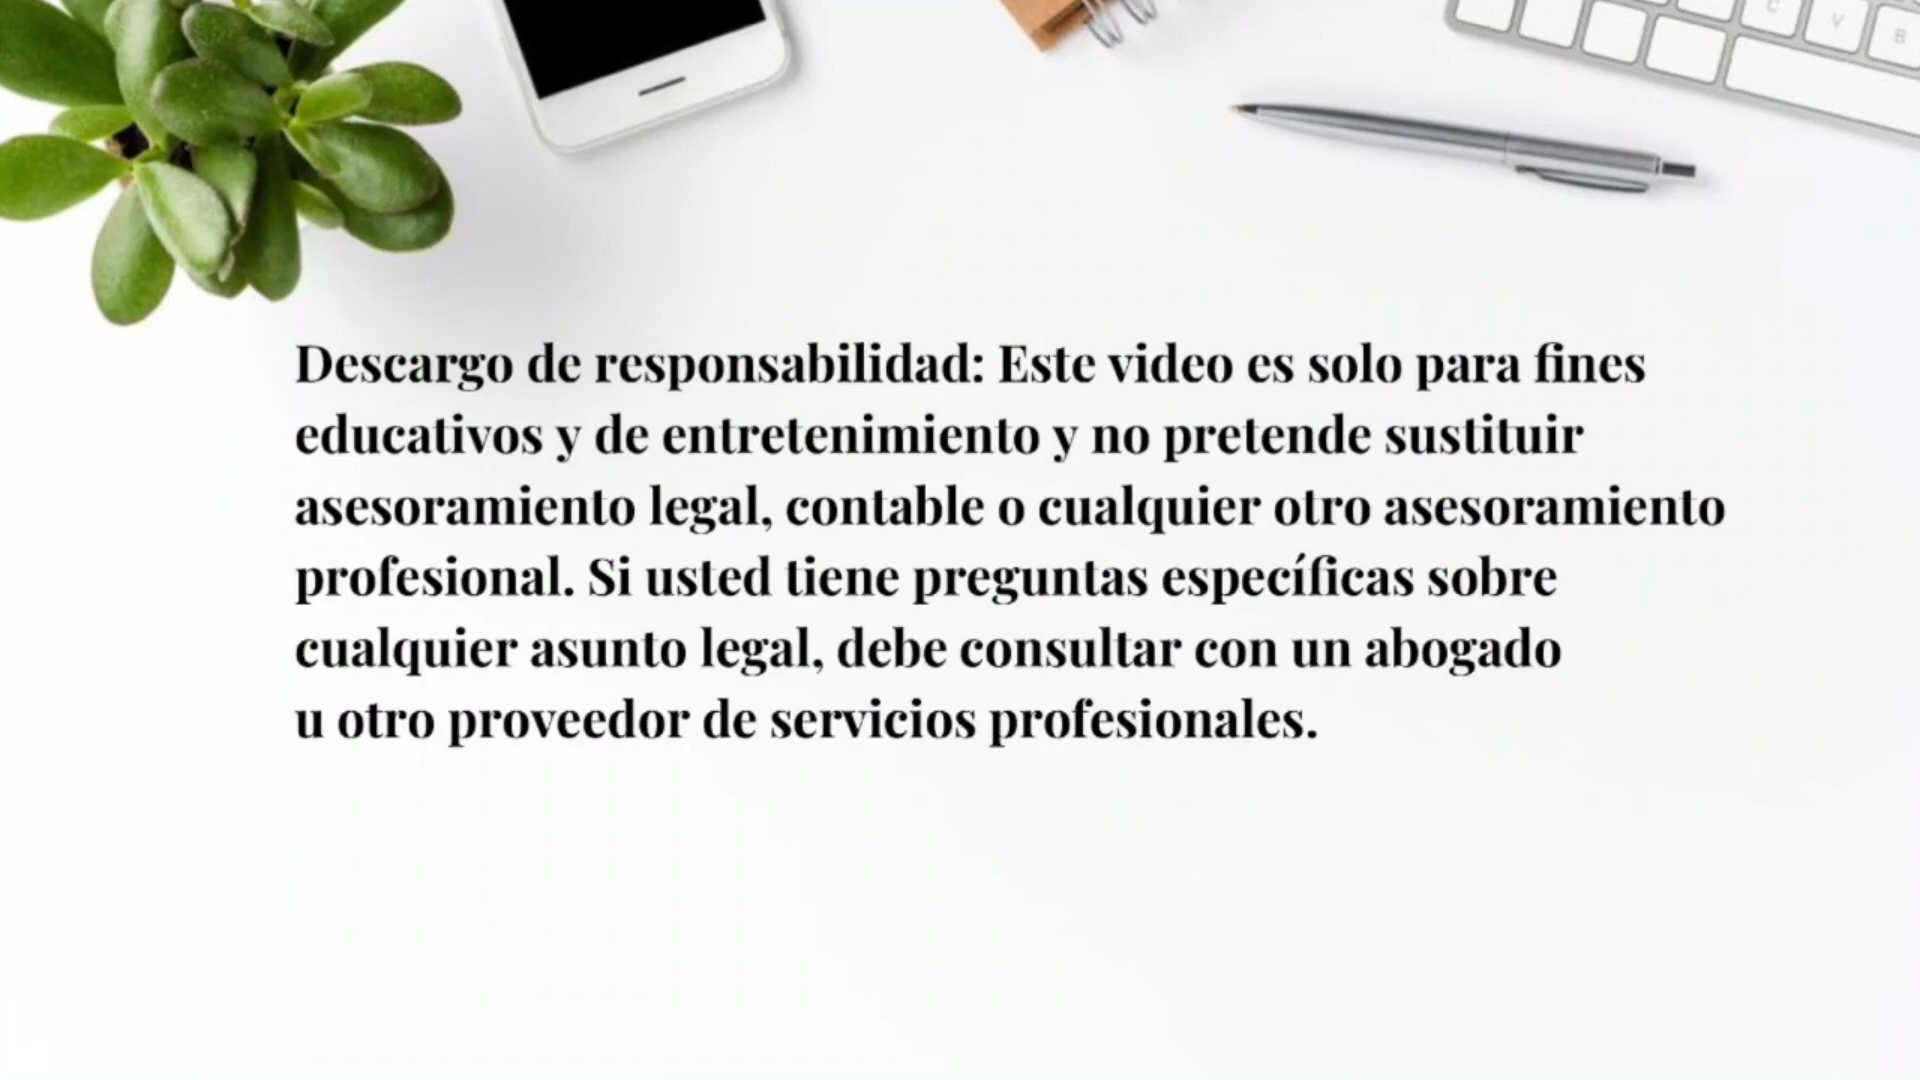 C V B
Descargo de responsabilidad: Este video es solo para fines
educativos y de entretenimiento y no pretende sustituir
asesoramiento legal, contable o cualquier otro asesoramiento
profesional. Si usted tiene preguntas específicas sobre
cualquier asunto legal, debe consultar con un abogado
u otro proveedor de servicios profesionales.